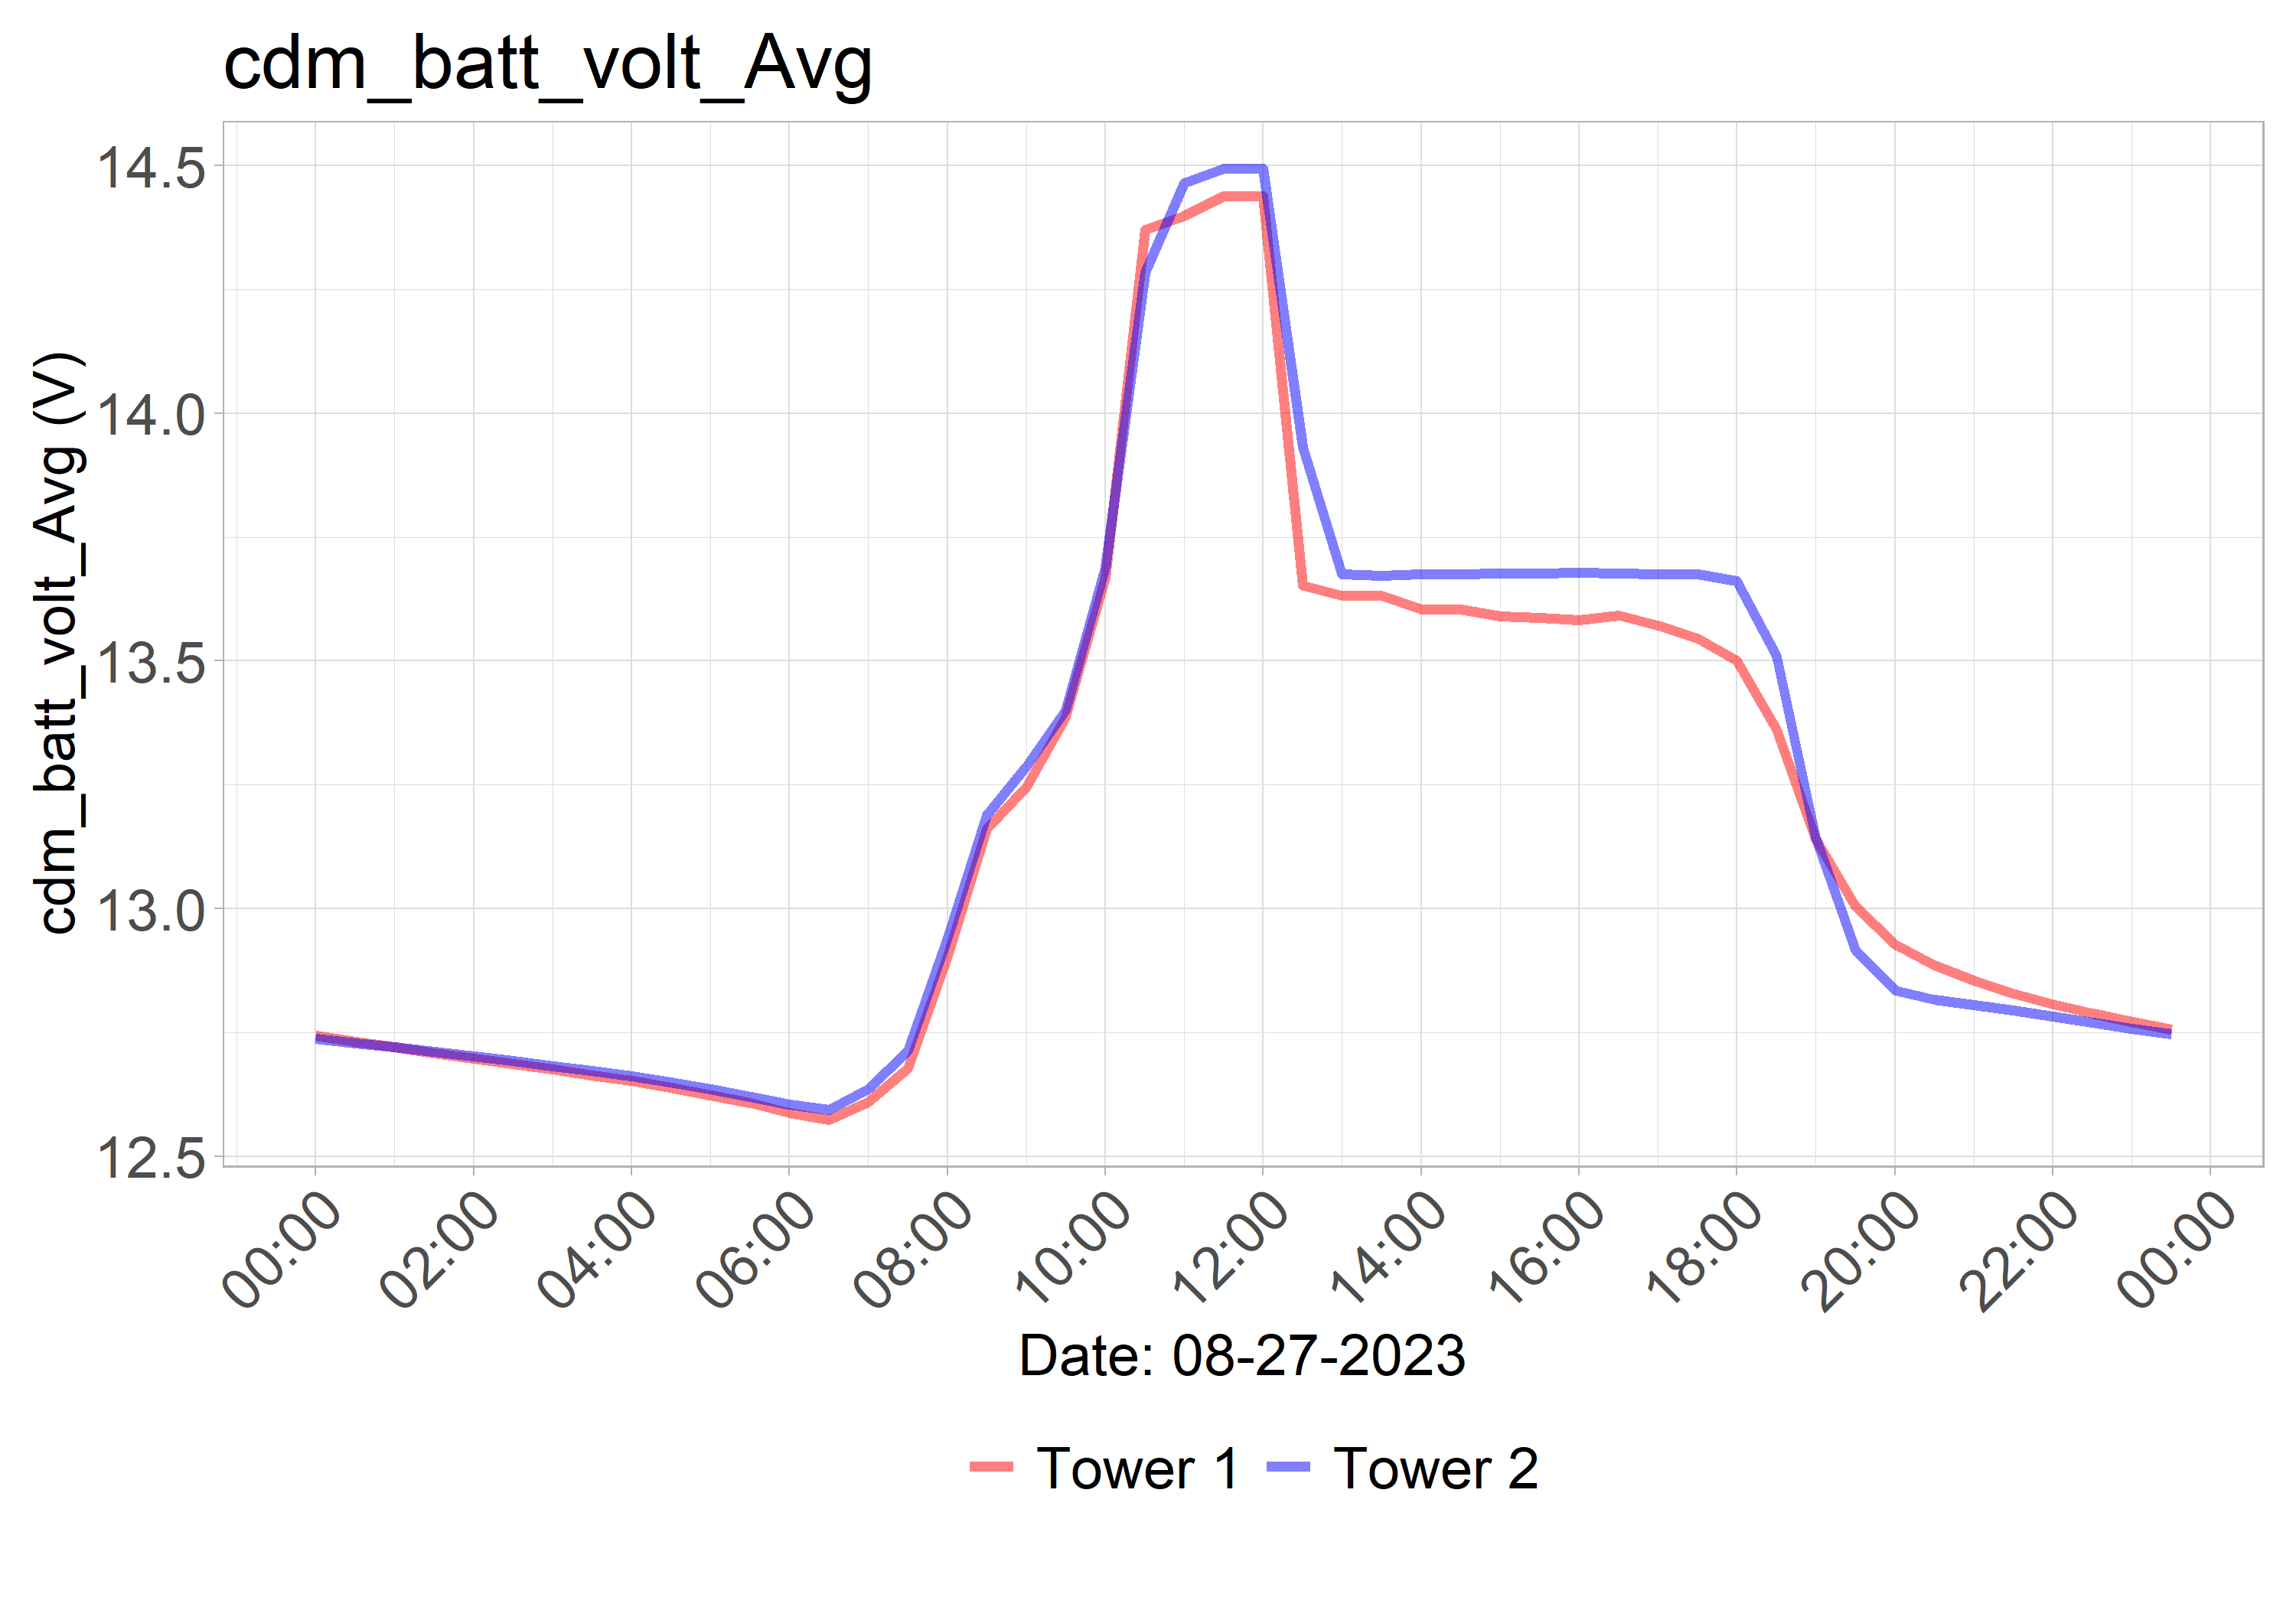 cdm_batt_volt_Avg
cdm_batt_volt_Avg (V)
14.5
14.0
13.5
13.0
12.5
00:00 02:00 04:00 06:00 08:00 10:00 12:00 14:00 16:00 18:00 20:00 22:00 00:00
Date: 08-27-2023
Tower 1 Tower 2